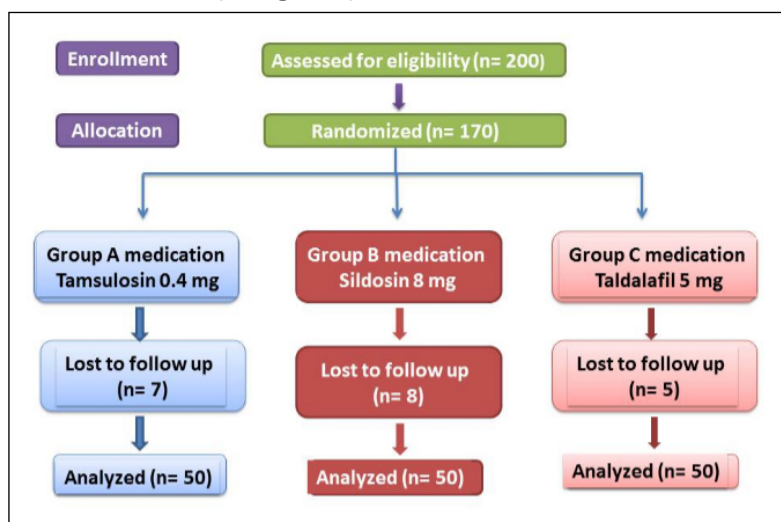 Enrollment
Assessed for eligibility (n= 200)
Allocation
Randomized (n= 170)
Group A medication
Tamsulosin 0.4 mg
Group B medication
Sildosin 8 mg
Group C medication
Taldalafil 5 mg
Lost to follow up
(n= 7)
Lost to follow up
(n= 8)
Lost to follow up
(n= 5)
Analyzed (n= 50)
Analyzed (n= 50)
Analyzed (n= 50)